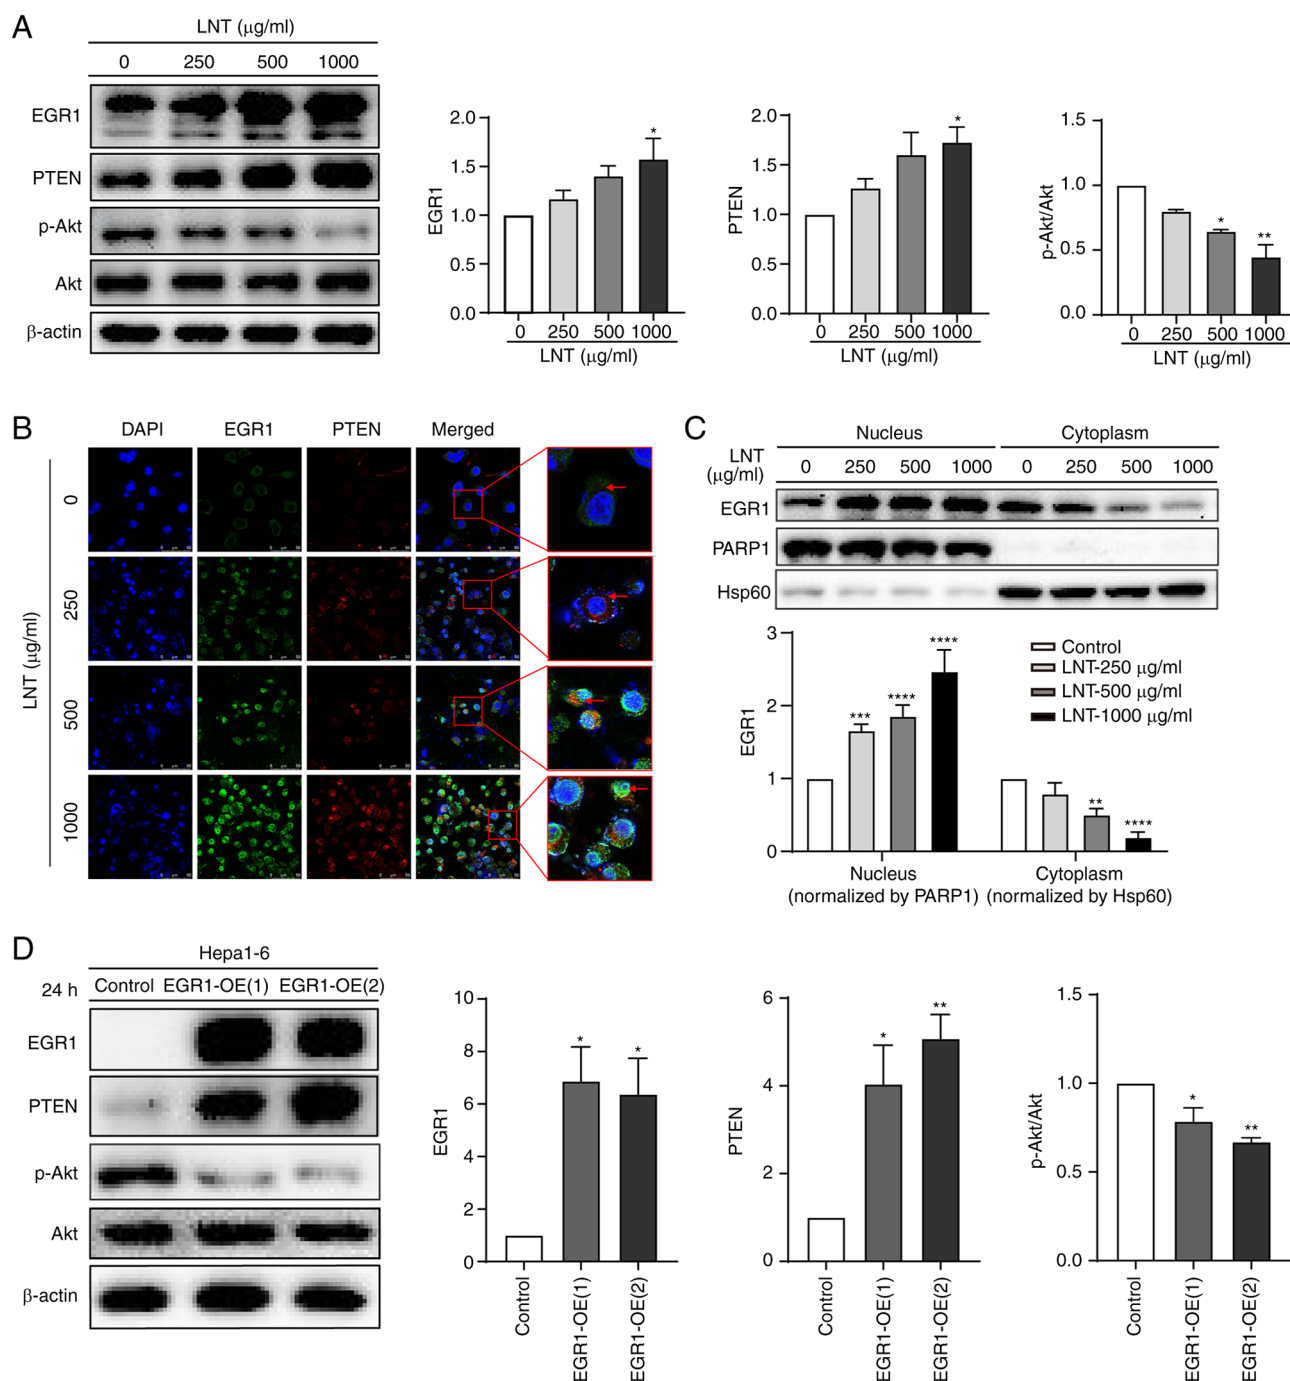 A
LNT (µg/ml)
0 250 500 1000
EGR1
PTEN
p-Akt
Akt
β-actin
EGR1
2.0
1.5
1.0
0.5
0.0
*
0 250 500 1000
LNT (µg/ml)
PTEN
2.0
1.5
1.0
0.5
0.0
*
0 250 500 1000
LNT (µg/ml)
p-Akt/Akt
1.5
1.0
0.5
0.0
*
**
0 250 500 1000
LNT (µg/ml)
B
DAPI EGR1 PTEN Merged
LNT (µg/ml)
0
250
500
1000
C
Nucleus Cytoplasm
LNT
(µg/ml)
0 250 500 1000 0 250 500 1000
EGR1
PARP1
Hsp60
EGR1
3
2
1
0
***
****
****
**
****
Control
LNT-250 µg/ml
LNT-500 µg/ml
LNT-1000 µg/ml
Nucleus
(normalized by PARP1)
Cytoplasm
(normalized by Hsp60)
D
Hepa1-6
24 h Control EGR1-OE(1) EGR1-OE(2)
EGR1
PTEN
p-Akt
Akt
β-actin
EGR1
10
8
6
4
2
0
*
*
Control
EGR1-OE(1)
EGR1-OE(2)
PTEN
6
4
2
0
*
**
Control
EGR1-OE(1)
EGR1-OE(2)
p-Akt/Akt
1.5
1.0
0.5
0.0
*
**
Control
EGR1-OE(1)
EGR1-OE(2)